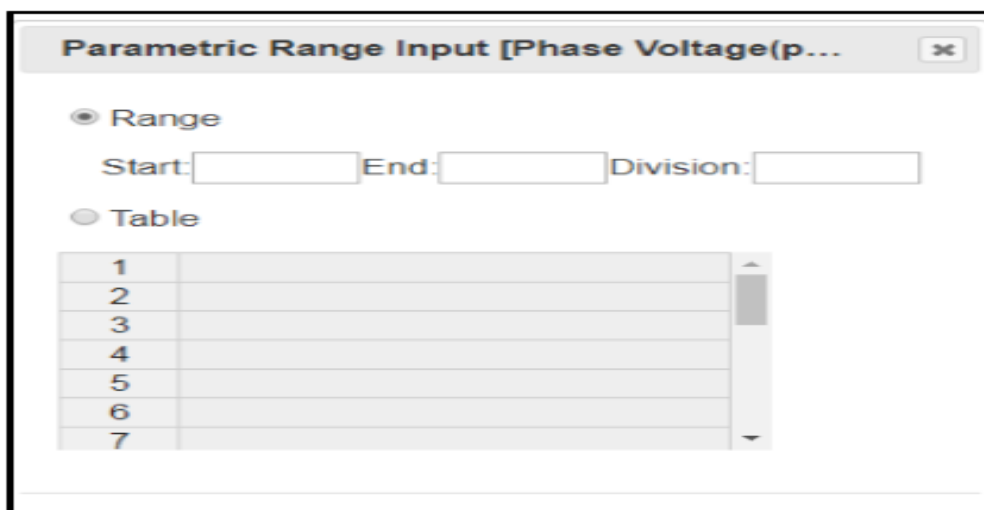 Parametric Range Input [Phase Voltage(p...
Range
Start: End: Division:
Table
1
2
3
4
5
6
7